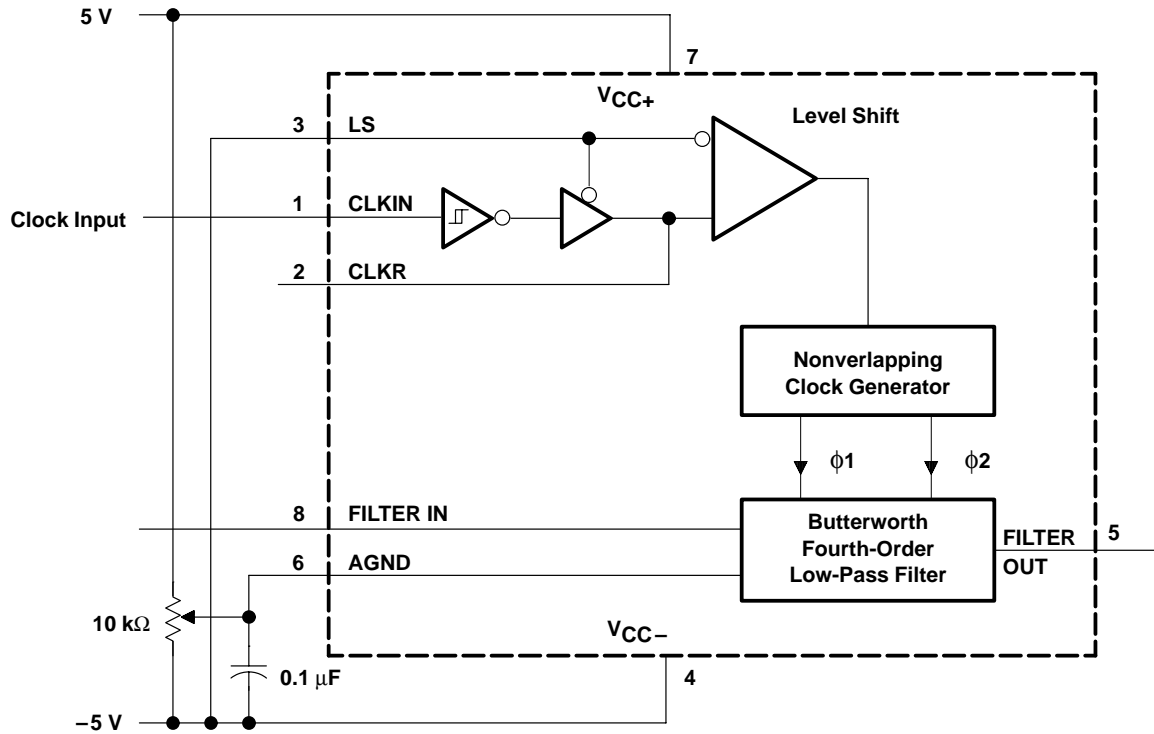 5 V
7
VCC+
Level Shift
3 LS
1 CLKIN
Clock Input
2 CLKR
Nonverlapping
Clock Generator
ϕ1 ϕ2
8 FILTER IN
Butterworth
Fourth-Order
Low-Pass Filter
FILTER
OUT
5
6 AGND
10 kΩ
VCC–
0.1 μF
4
–5 V